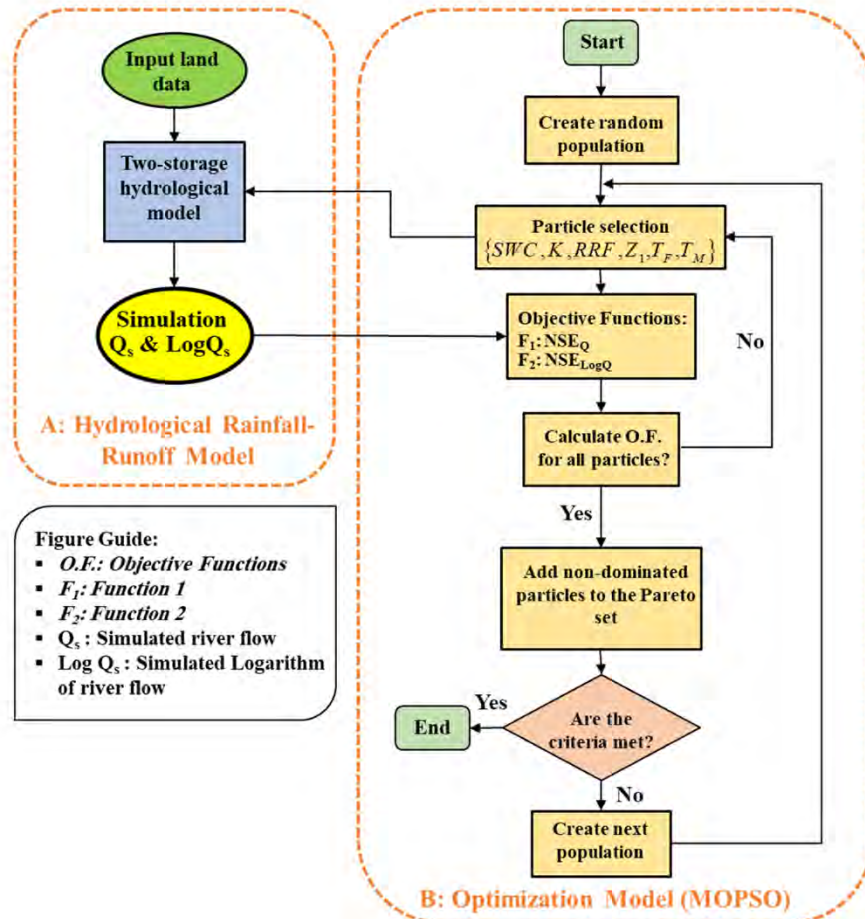 Input land
data
Two-storage
hydrological
model
Simulation
Qs & LogQs
A: Hydrological Rainfall-
Runoff Model
Figure Guide:
▪ O.F.: Objective Functions
▪ F1: Function 1
▪ F2: Function 2
▪ Qs : Simulated river flow
▪ Log Qs : Simulated Logarithm
of river flow
Start
Create random
population
Particle selection
{SWC, K, RRF, Z1, TF, TM}
Objective Functions:
F1: NSEQ
F2: NSELogQ
No
Calculate O.F.
for all particles?
Yes
Add non-dominated
particles to the Pareto
set
Yes
End
Are the
criteria met?
No
Create next
population
B: Optimization Model (MOPSO)